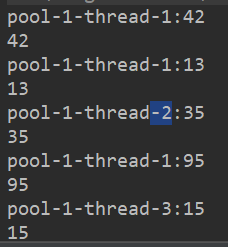 pool-1-thread-1:42
42
pool-1-thread-1:13
13
pool-1-thread-2:35
35
pool-1-thread-1:95
95
pool-1-thread-3:15
15